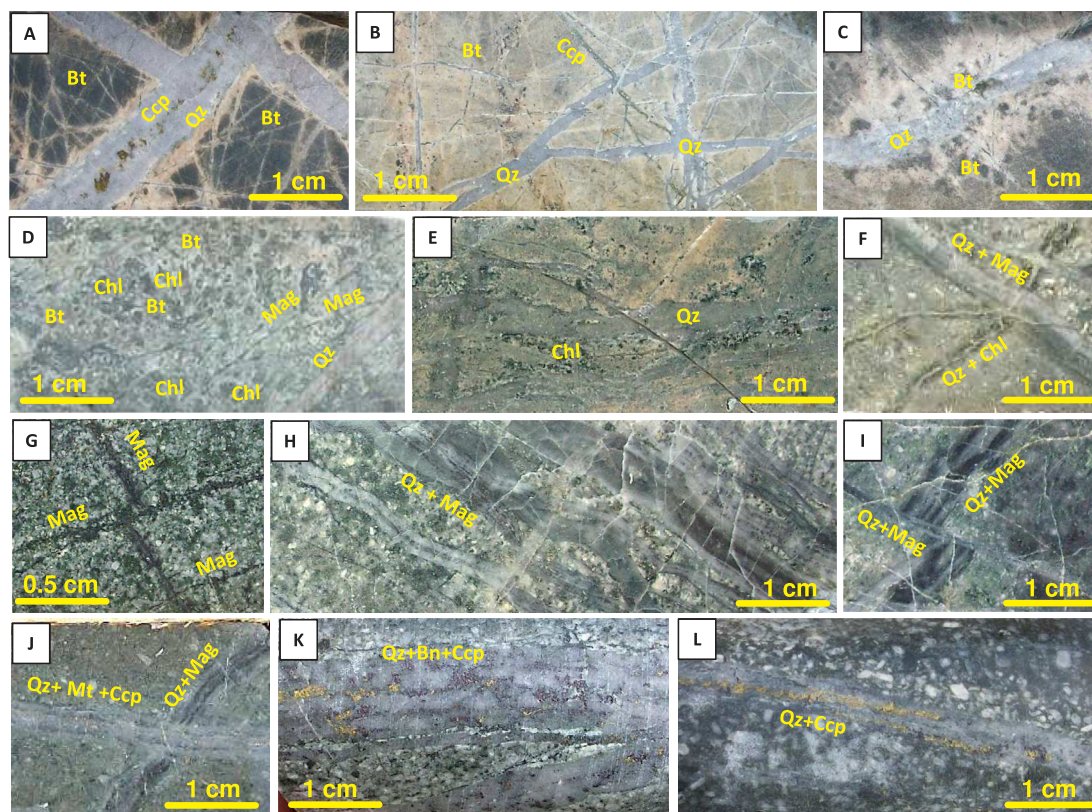 A
Bt
Ccp
Qz
Bt
1 cm
B
Bt
Ccp
Qz
Qz
1 cm
C
Bt
Qz
Bt
1 cm
D
Bt
Chl
Chl
Bt
Bt
Mag
Mag
Qz
Chl
Chl
1 cm
E
Qz
Chl
1 cm
F
Qz + Mag
Qz + Chl
1 cm
G
Mag
Mag
Mag
0.5 cm
H
Qz + Mag
1 cm
I
Qz+Mag
Qz+Mag
1 cm
J
Qz+Mag
Qz+ Mt +Ccp
1 cm
K
Qz+Bn+Ccp
1 cm
L
Qz+Ccp
1 cm